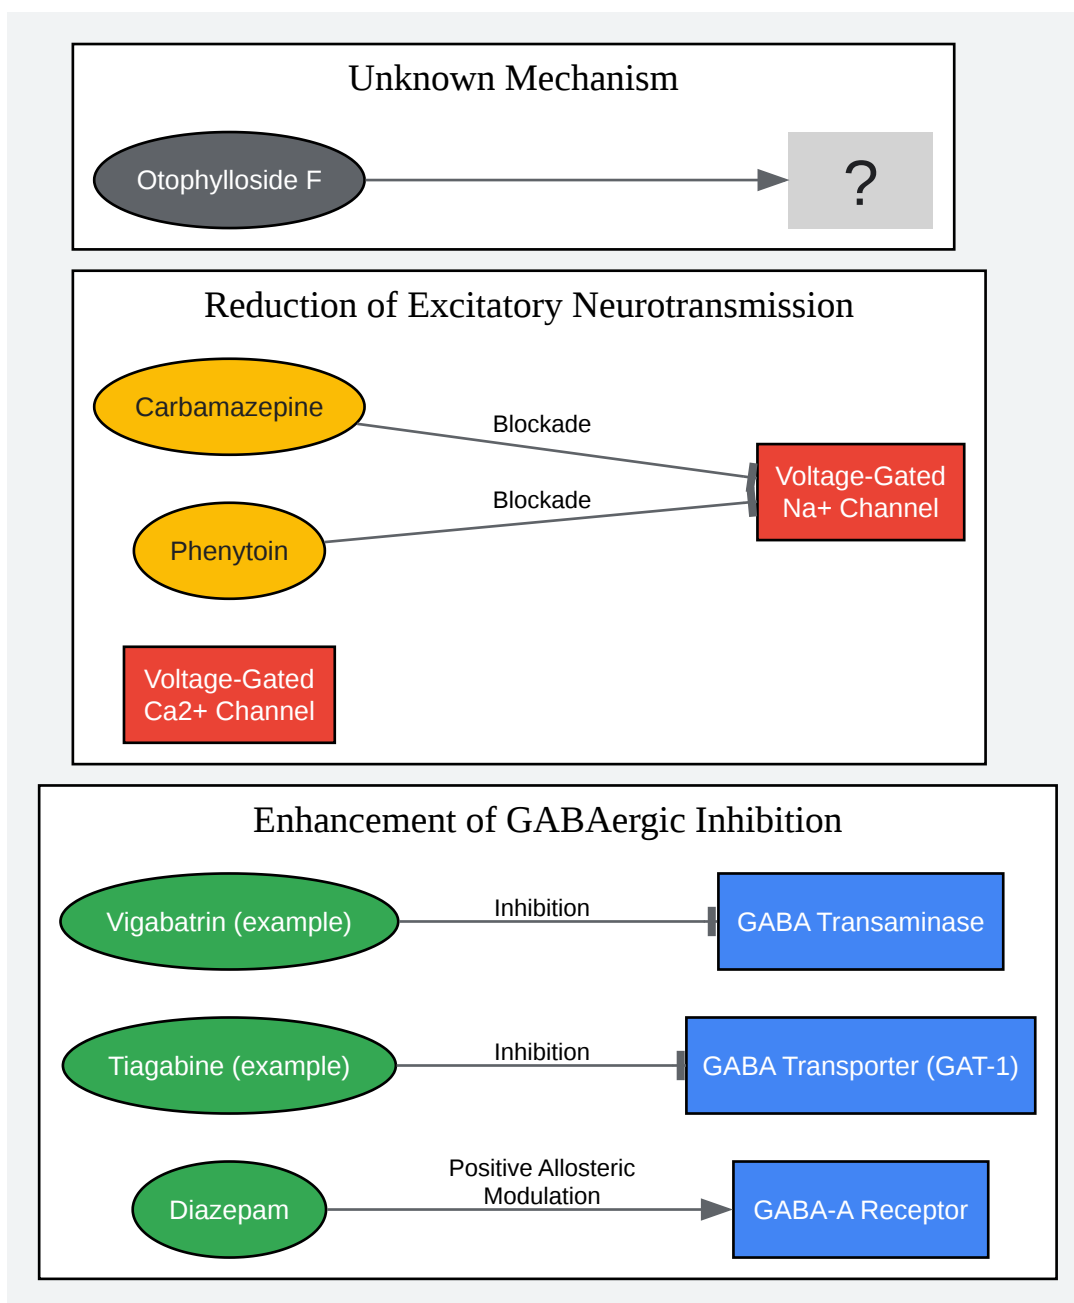 Unknown Mechanism
Otophylloside F
?
Reduction of Excitatory Neurotransmission
Carbamazepine
Blockade
Voltage-Gated
Na+ Channel
Blockade
Phenytoin
Voltage-Gated
Ca2+ Channel
Enhancement of GABAergic Inhibition
Vigabatrin (example)
Inhibition
GABA Transaminase
Tiagabine (example)
Inhibition
GABA Transporter (GAT-1)
Diazepam
Positive Allosteric
Modulation
GABA-A Receptor